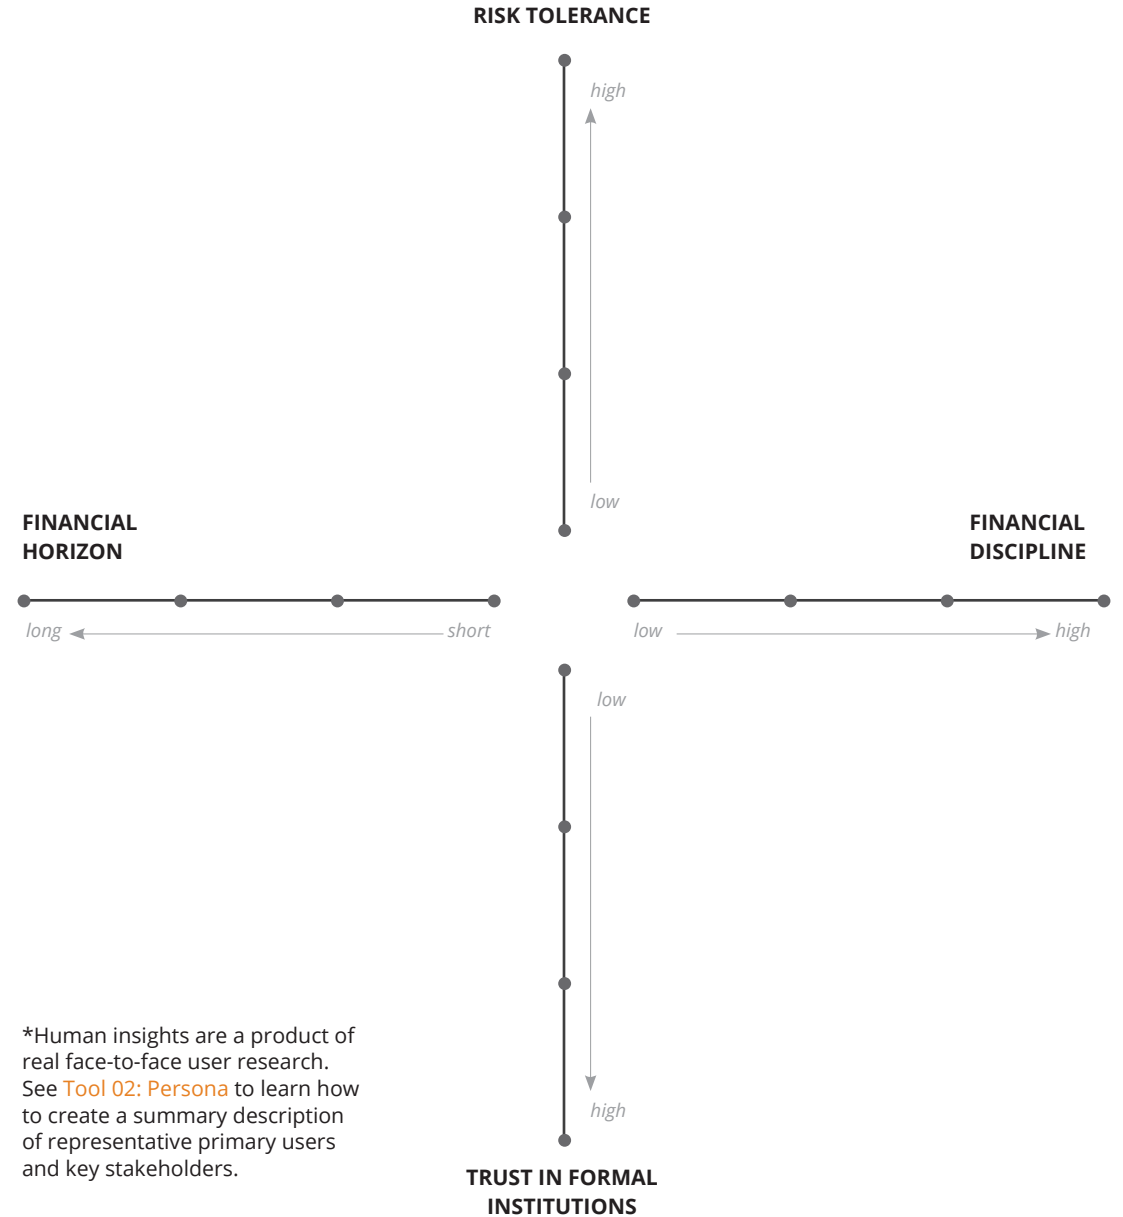 RISK TOLERANCE
high
low
FINANCIAL
HORIZON
FINANCIAL
DISCIPLINE
long
short
low
high
low
high
*Human insights are a product of
real face-to-face user research.
See Tool 02: Persona to learn how
to create a summary description
of representative primary users
and key stakeholders.
TRUST IN FORMAL
INSTITUTIONS